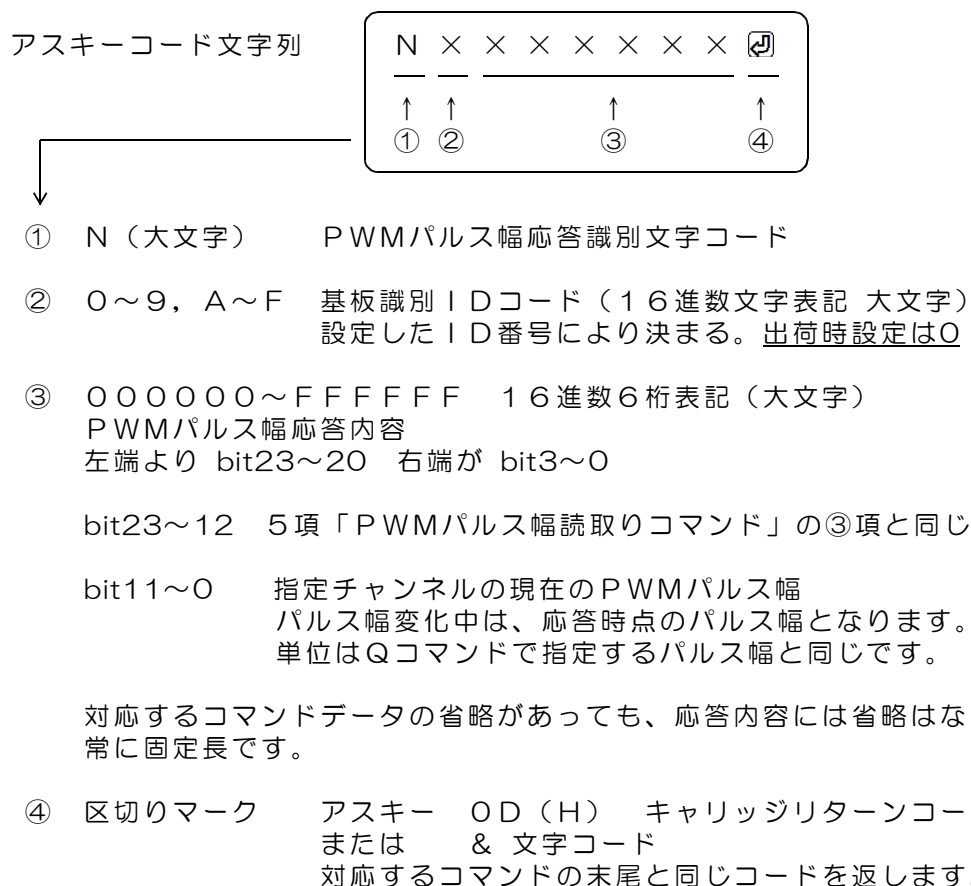 アスキーコード文字列 N × × × × × × × ↵
↑ ↑ ↑ ↑
① ② ③ ④
① N（大文字） PWMパルス幅応答識別文字コード
② 0～9，A～F 基板識別IDコード（16進数文字表記 大文字）
設定したID番号により決まる。出荷時設定は0
③ 000000～FFFFFF 16進数6桁表記（大文字）
PWMパルス幅応答内容
左端より bit23～20 右端が bit3～0
bit23～12 5項「PWMパルス幅読取りコマンド」の③項と同じ
bit11～0 指定チャンネルの現在のPWMパルス幅
パルス幅変化中は、応答時点のパルス幅となります。
単位はQコマンドで指定するパルス幅と同じです。
対応するコマンドデータの省略があっても、応答内容には省略はな
常に固定長です。
④ 区切りマーク アスキー 0D（H） キャリッジリターンコー
または & 文字コード
対応するコマンドの末尾と同じコードを返します